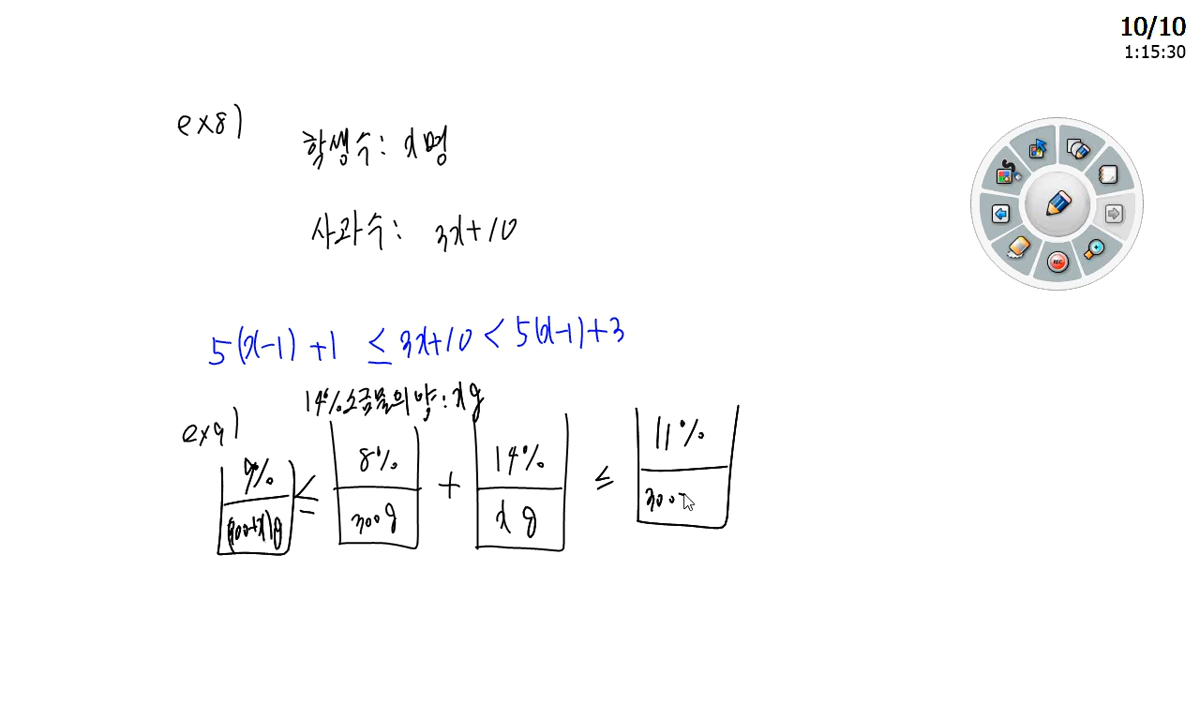 10/10
1:15:30
ex8)
학생수: x명
사과수: 3x+10
5(x-1)+1 ≤ 3x+10 < 5(x-1)+3
14%소금물의 양: xg
ex9)
9% ≤ 8% + 14% ≤ 11%
(300+x)g 300g xg 300
REC